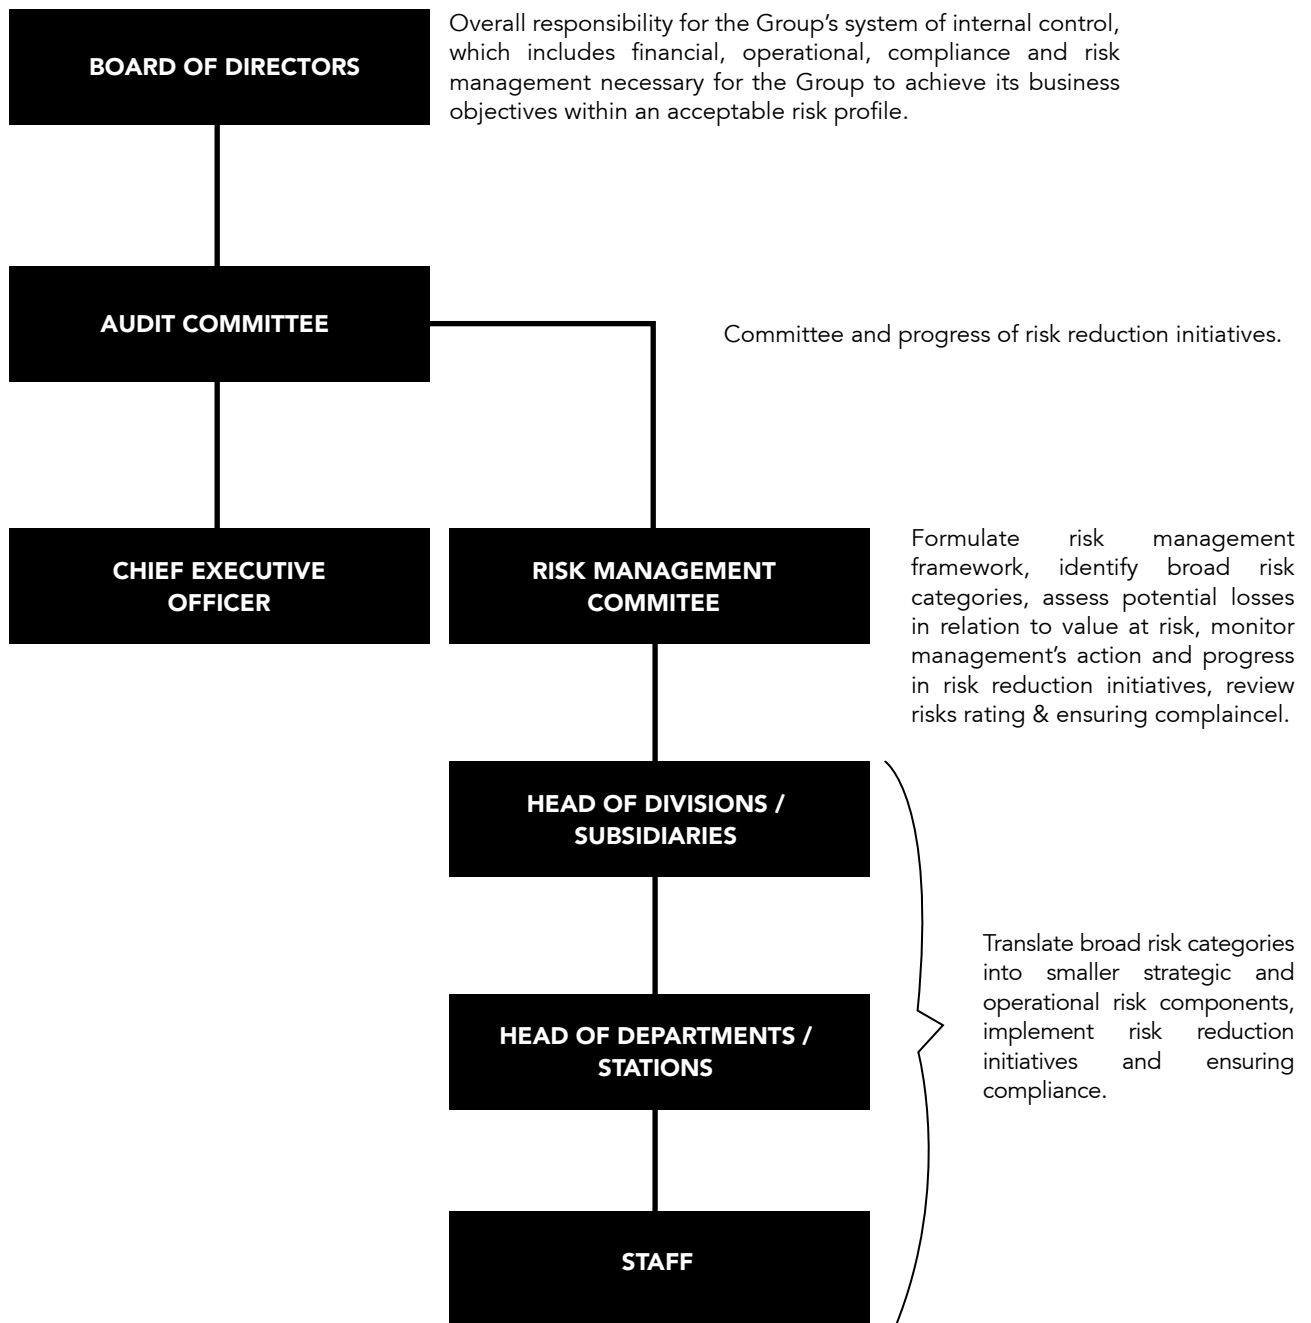 BOARD OF DIRECTORS
Overall responsibility for the Group’s system of internal control,
which includes financial, operational, compliance and risk
management necessary for the Group to achieve its business
objectives within an acceptable risk profile.
AUDIT COMMITTEE
Committee and progress of risk reduction initiatives.
CHIEF EXECUTIVE
OFFICER
RISK MANAGEMENT
COMMITEE
Formulate risk management
framework, identify broad risk
categories, assess potential losses
in relation to value at risk, monitor
management’s action and progress
in risk reduction initiatives, review
risks rating & ensuring complaincel.
HEAD OF DIVISIONS /
SUBSIDIARIES
HEAD OF DEPARTMENTS /
STATIONS
Translate broad risk categories
into smaller strategic and
operational risk components,
implement risk reduction
initiatives and ensuring
compliance.
STAFF